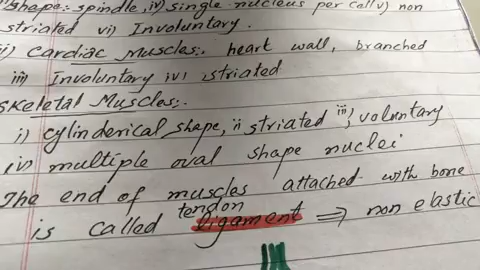 Shape: spindle, iv) single nucleus per cell v) non
striated vi) Involuntary.
ii) Cardiac Muscles:. heart wall, branched
iii) Involuntary iv) striated
Skeletal Muscles:.
i) Cylinderical shape, ii striated iii) voluntary
iv multiple oval shape nuclei
The end of muscles attached with bone
tendon
is called ligament ⇒ non elastic